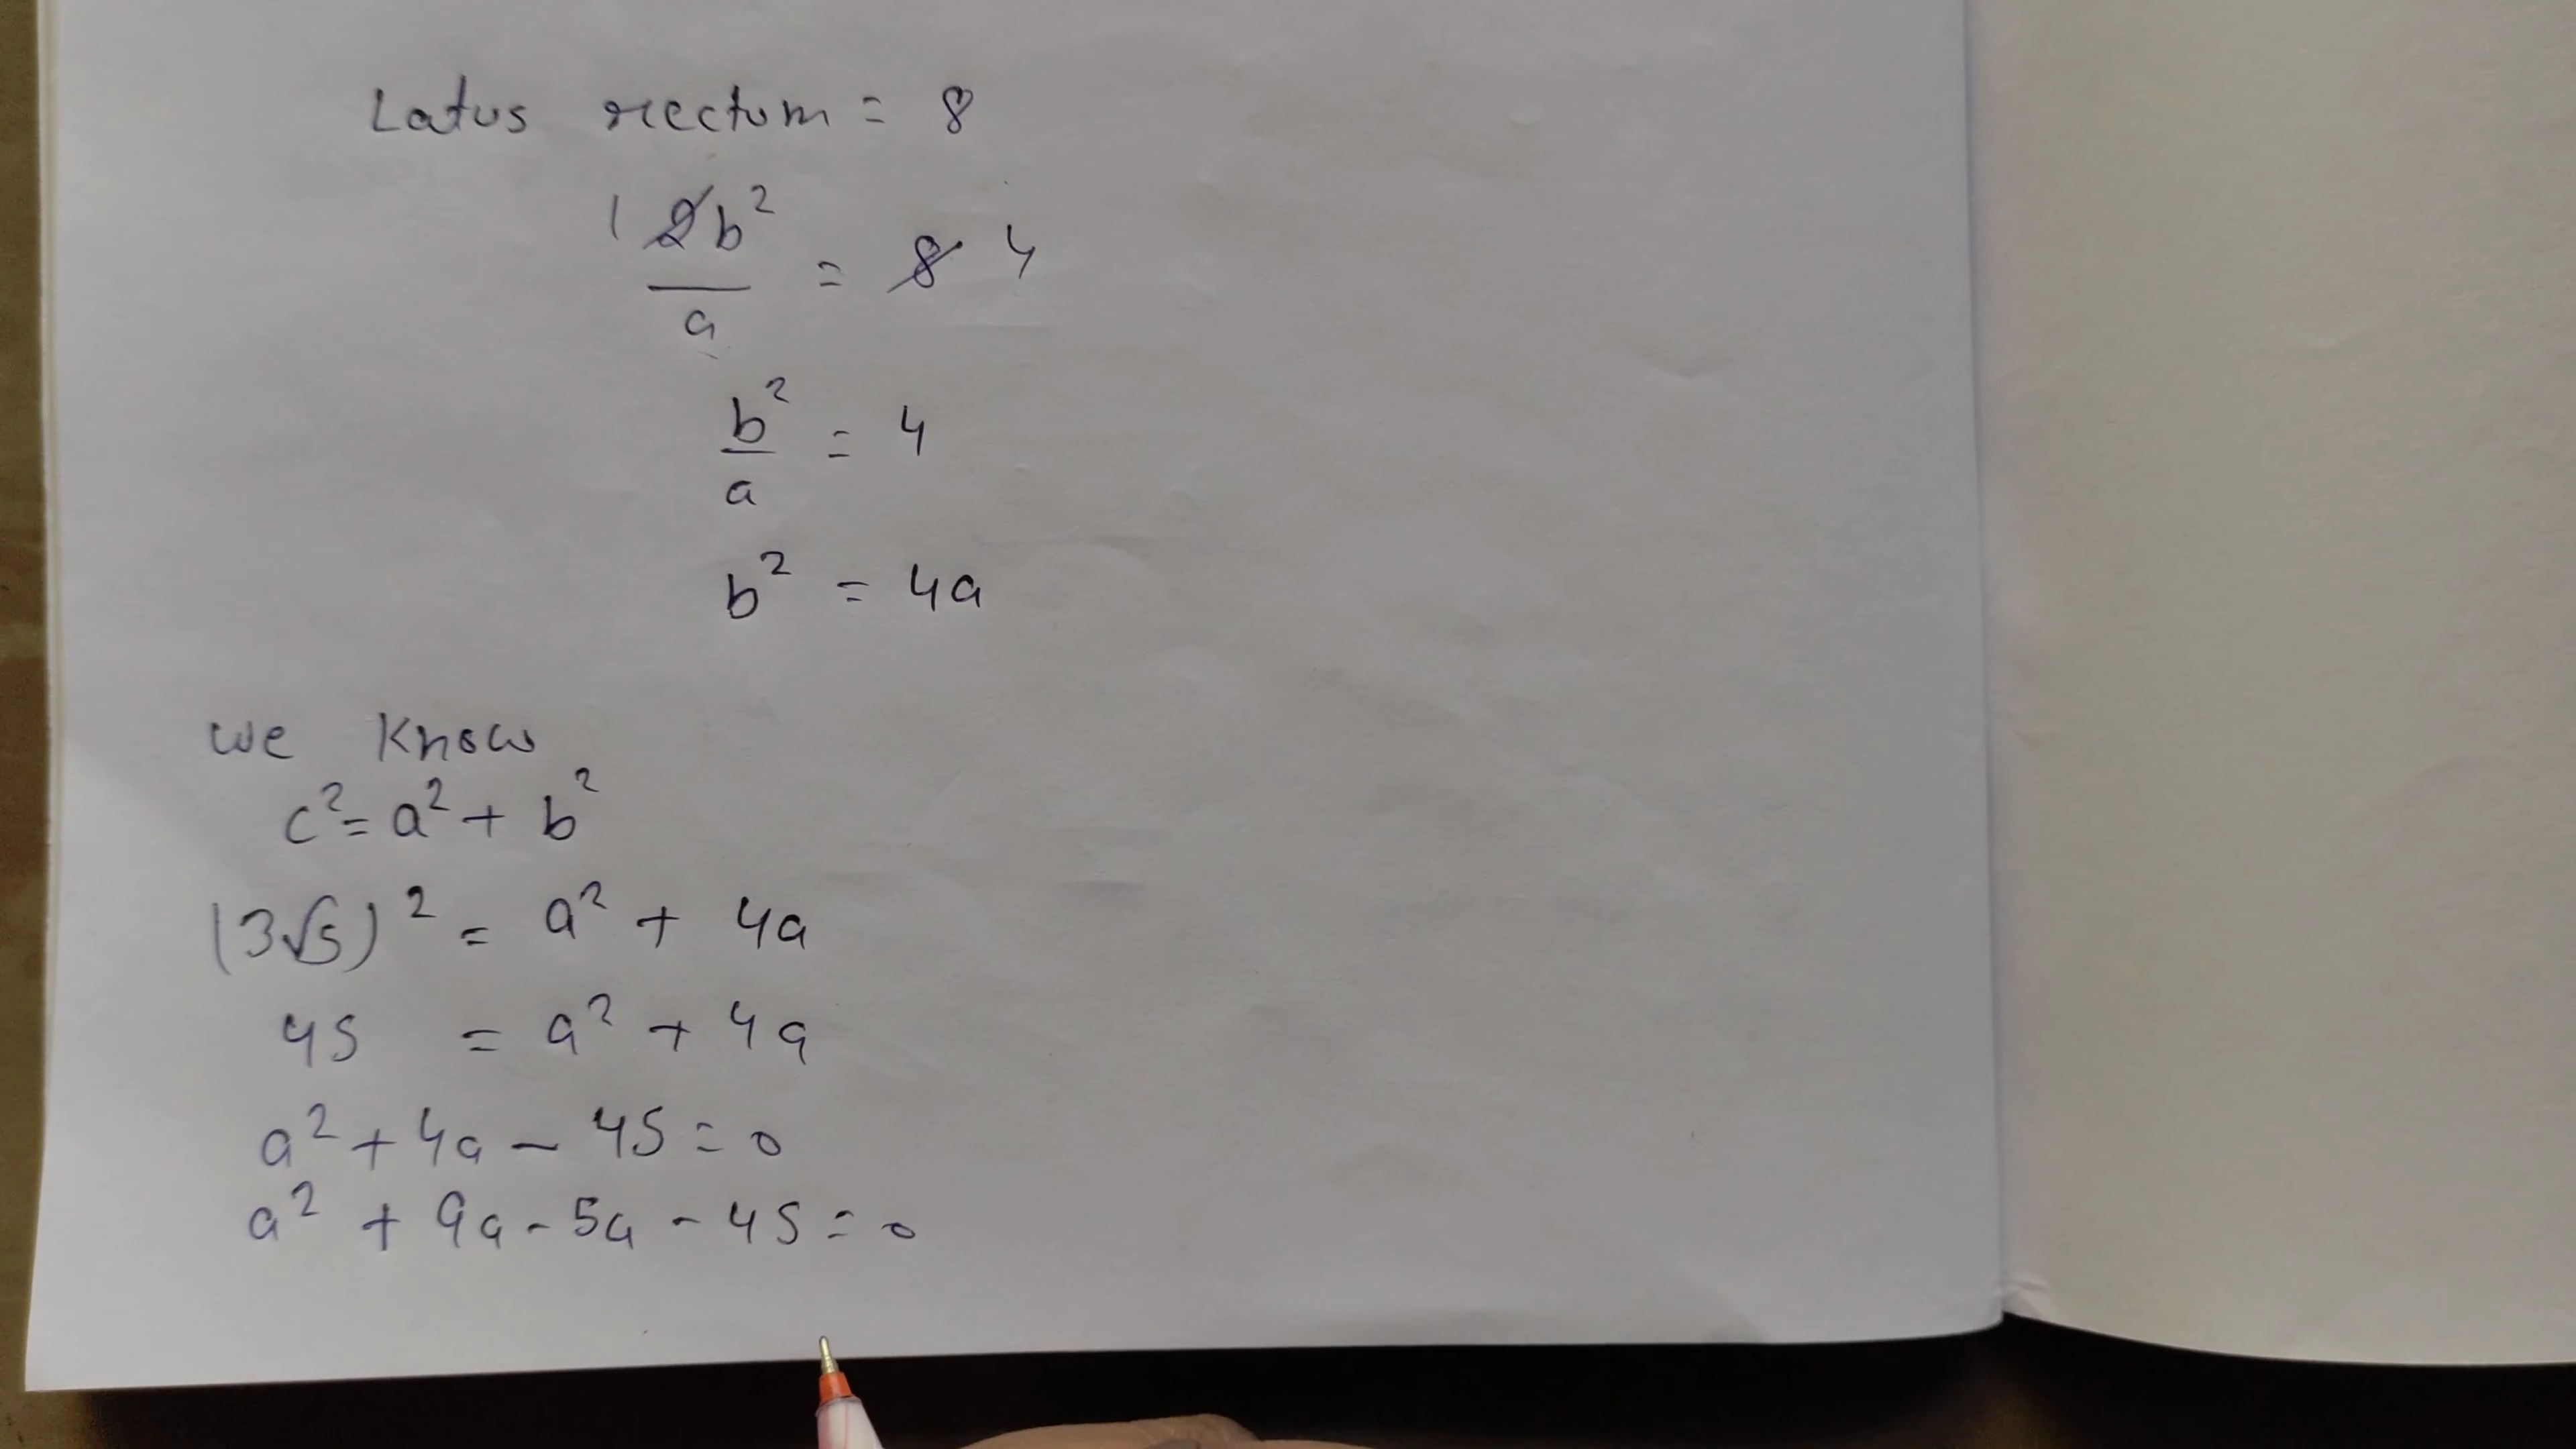 Latus rectum = 8
1 2b² / a = 8 4
b² / a = 4
b² = 4a
we know
c² = a² + b²
(3√5)² = a² + 4a
45 = a² + 4a
a² + 4a - 45 = 0
a² + 9a - 5a - 45 = 0